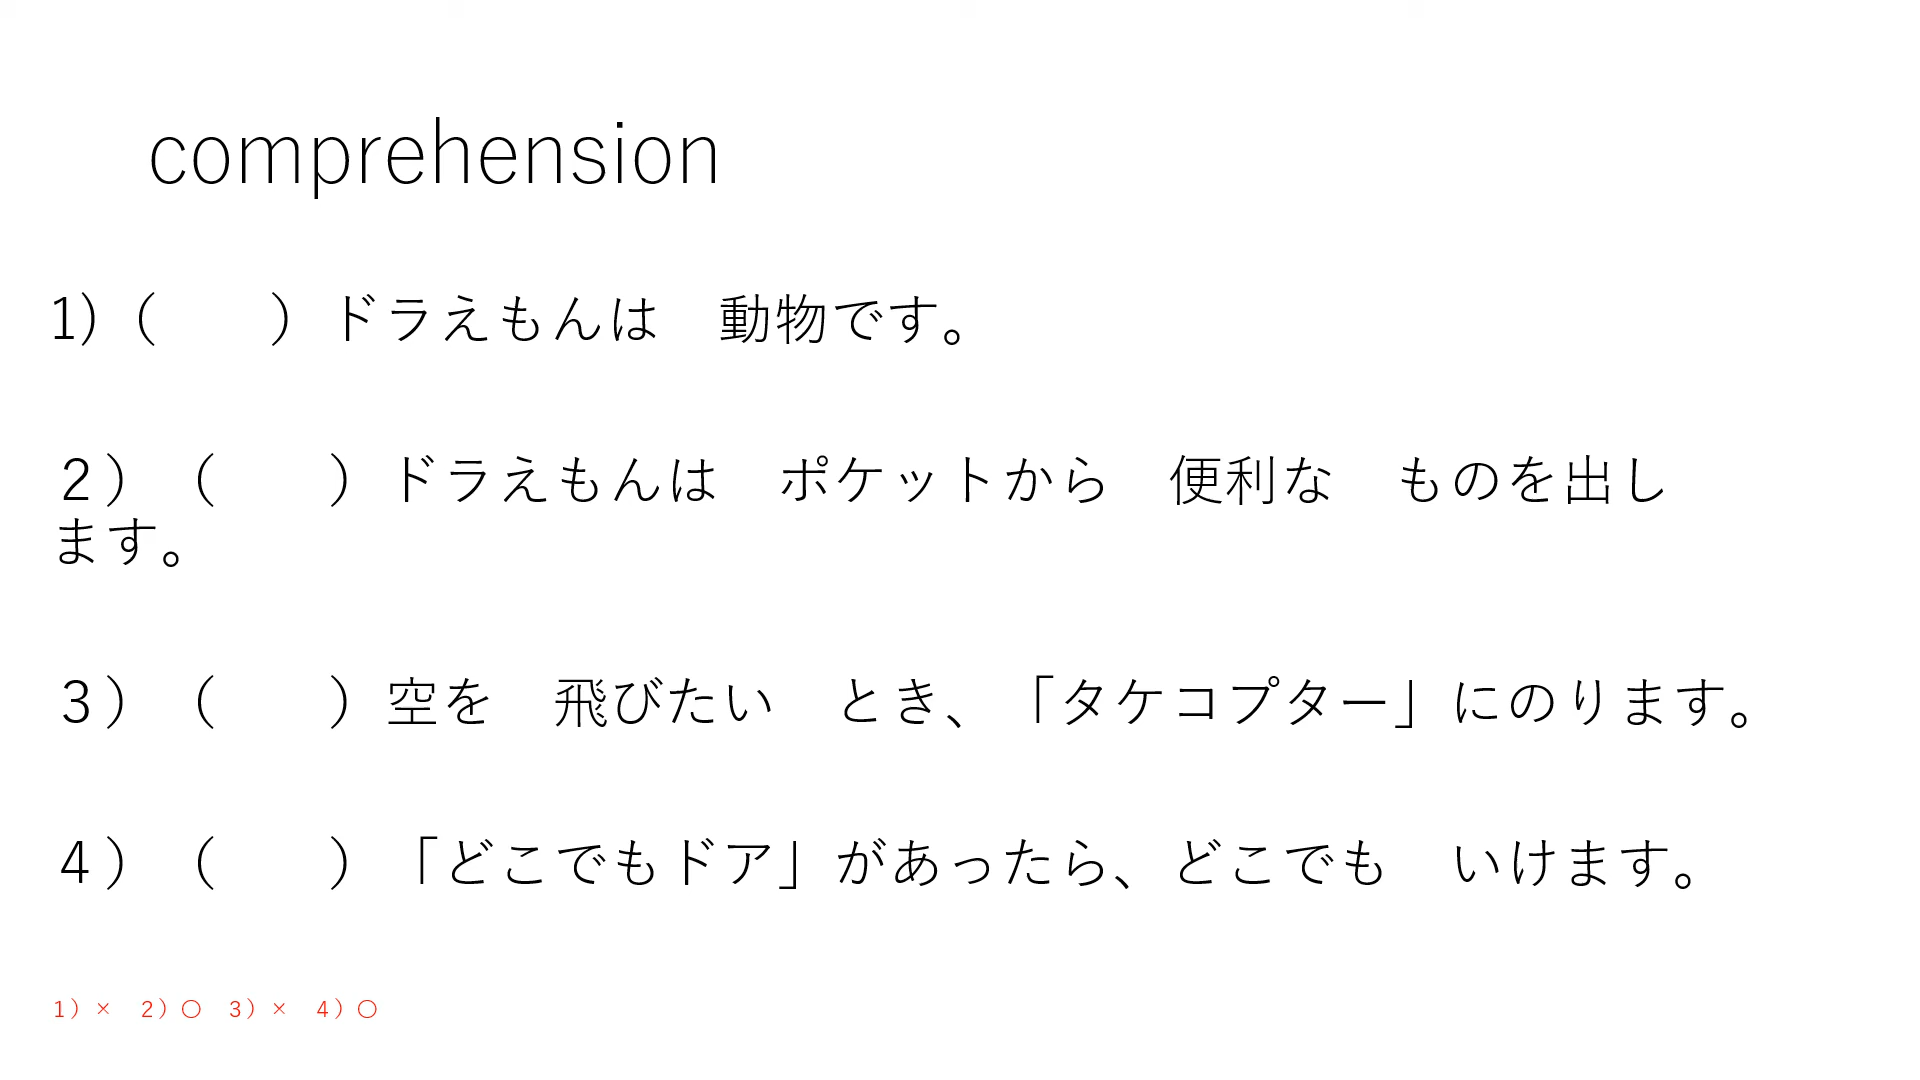 comprehension
1)（　　）ドラえもんは　動物です。
２）（　　）ドラえもんは　ポケットから　便利な　ものを出し
ます。
３）（　　）空を　飛びたい　とき、「タケコプター」にのります。
４）（　　）「どこでもドア」があったら、どこでも　いけます。
１）×　２）〇　３）×　４）〇